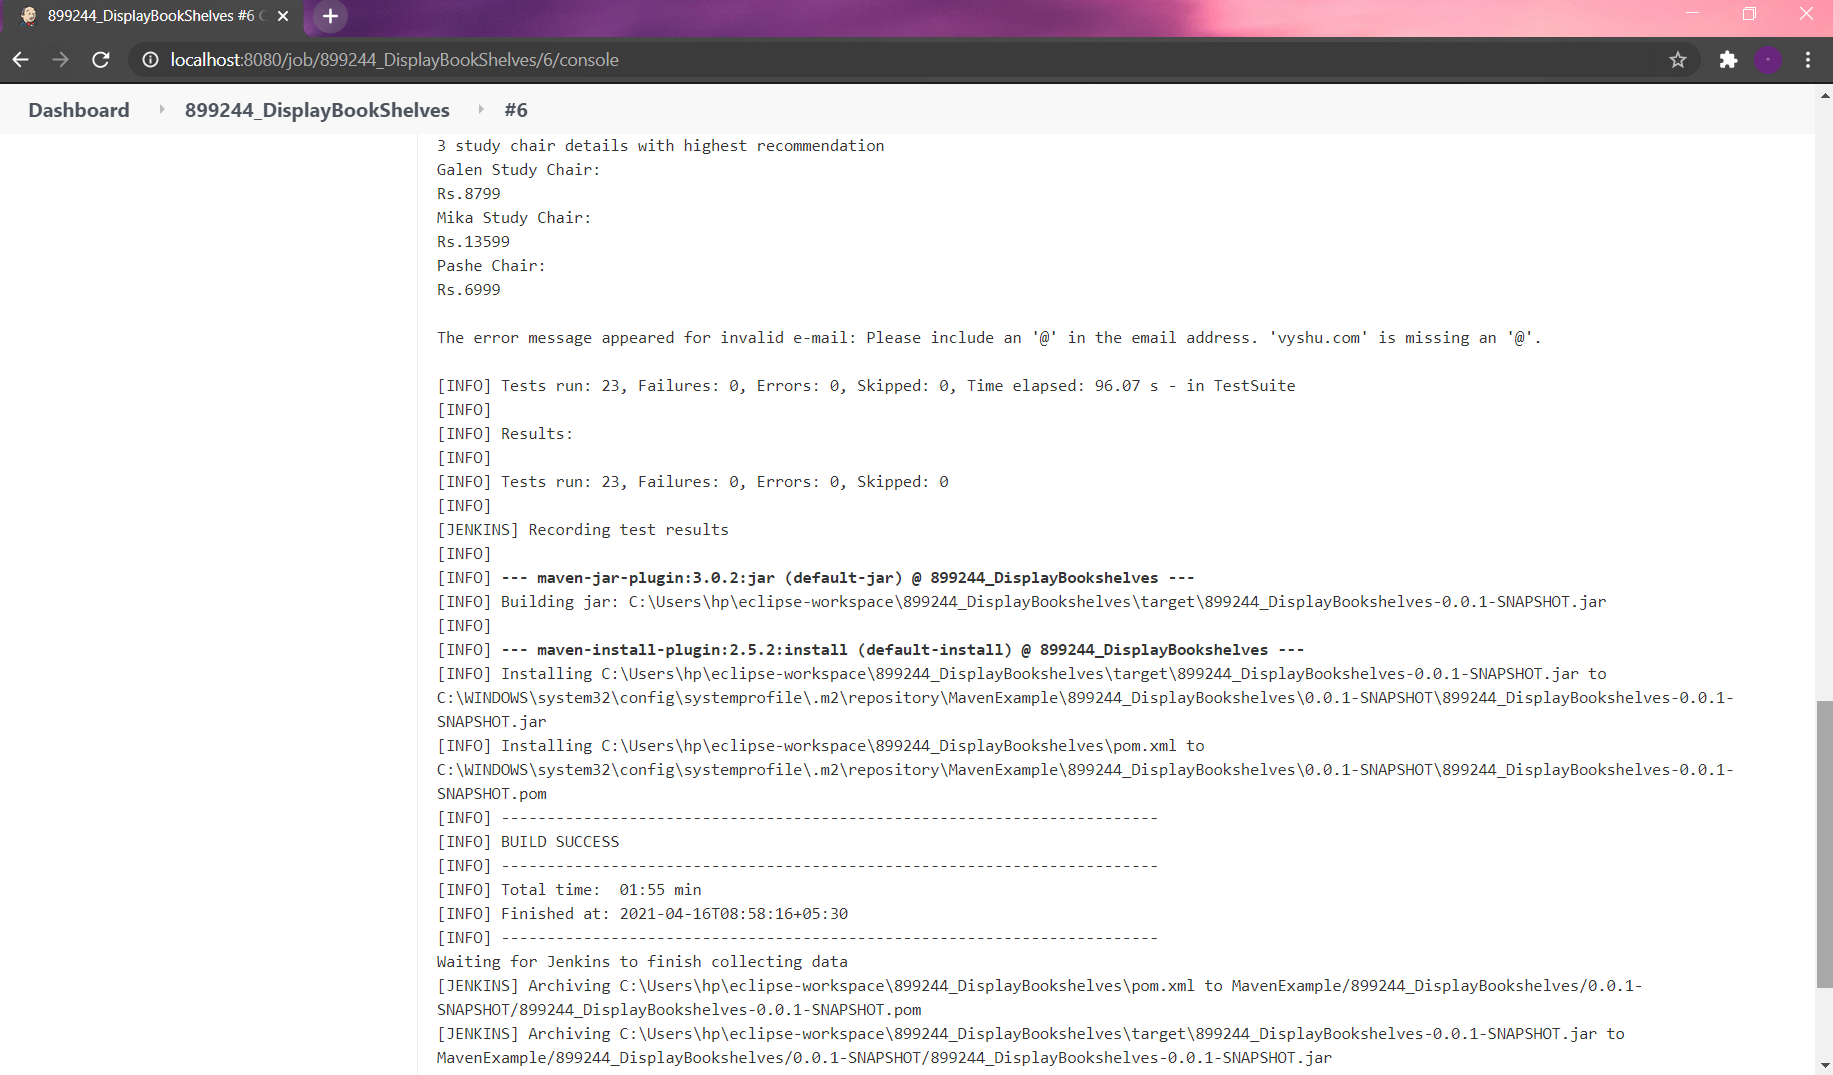 899244_DisplayBookShelves #6 C
localhost:8080/job/899244_DisplayBookShelves/6/console
Dashboard 899244_DisplayBookShelves #6
3 study chair details with highest recommendation
Galen Study Chair:
Rs.8799
Mika Study Chair:
Rs.13599
Pashe Chair:
Rs.6999
The error message appeared for invalid e-mail: Please include an '@' in the email address. 'vyshu.com' is missing an '@'.
[INFO] Tests run: 23, Failures: 0, Errors: 0, Skipped: 0, Time elapsed: 96.07 s - in TestSuite
[INFO]
[INFO] Results:
[INFO]
[INFO] Tests run: 23, Failures: 0, Errors: 0, Skipped: 0
[INFO]
[JENKINS] Recording test results
[INFO]
[INFO] --- maven-jar-plugin:3.0.2:jar (default-jar) @ 899244_DisplayBookshelves ---
[INFO] Building jar: C:\Users\hp\eclipse-workspace\899244_DisplayBookshelves\target\899244_DisplayBookshelves-0.0.1-SNAPSHOT.jar
[INFO]
[INFO] --- maven-install-plugin:2.5.2:install (default-install) @ 899244_DisplayBookshelves ---
[INFO] Installing C:\Users\hp\eclipse-workspace\899244_DisplayBookshelves\target\899244_DisplayBookshelves-0.0.1-SNAPSHOT.jar to
C:\WINDOWS\system32\config\systemprofile\.m2\repository\MavenExample\899244_DisplayBookshelves\0.0.1-SNAPSHOT\899244_DisplayBookshelves-0.0.1-
SNAPSHOT.jar
[INFO] Installing C:\Users\hp\eclipse-workspace\899244_DisplayBookshelves\pom.xml to
C:\WINDOWS\system32\config\systemprofile\.m2\repository\MavenExample\899244_DisplayBookshelves\0.0.1-SNAPSHOT\899244_DisplayBookshelves-0.0.1-
SNAPSHOT.pom
[INFO] ------------------------------------------------------------------------
[INFO] BUILD SUCCESS
[INFO] ------------------------------------------------------------------------
[INFO] Total time:  01:55 min
[INFO] Finished at: 2021-04-16T08:58:16+05:30
[INFO] ------------------------------------------------------------------------
Waiting for Jenkins to finish collecting data
[JENKINS] Archiving C:\Users\hp\eclipse-workspace\899244_DisplayBookshelves\pom.xml to MavenExample/899244_DisplayBookshelves/0.0.1-
SNAPSHOT/899244_DisplayBookshelves-0.0.1-SNAPSHOT.pom
[JENKINS] Archiving C:\Users\hp\eclipse-workspace\899244_DisplayBookshelves\target\899244_DisplayBookshelves-0.0.1-SNAPSHOT.jar to
MavenExample/899244_DisplayBookshelves/0.0.1-SNAPSHOT/899244_DisplayBookshelves-0.0.1-SNAPSHOT.jar